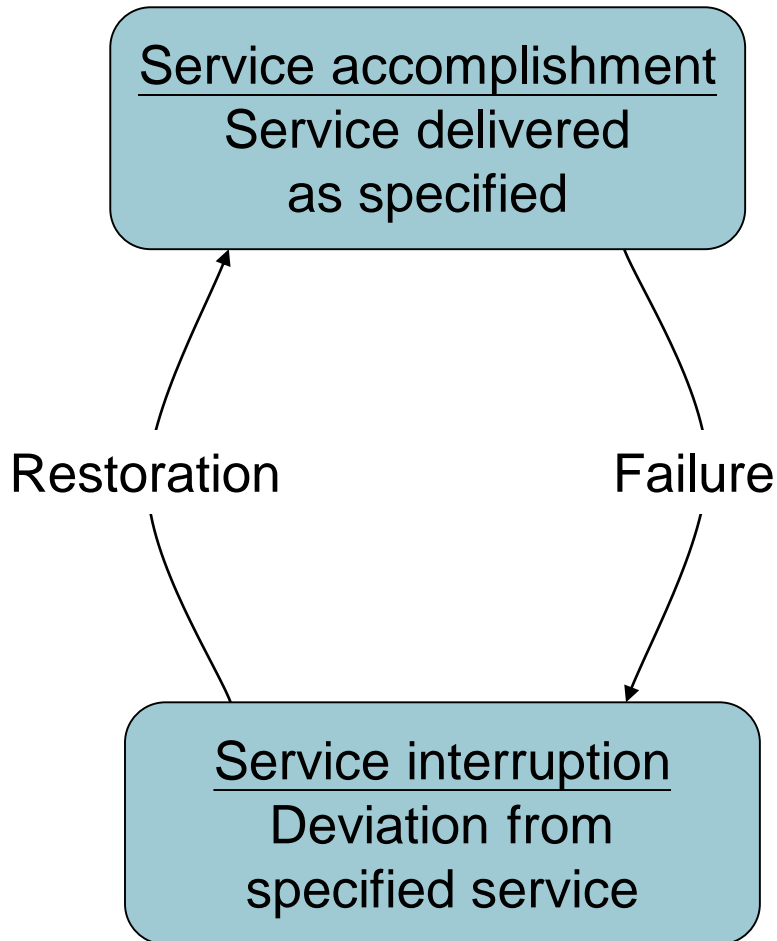 Service accomplishment
Service delivered
as specified
Restoration
Failure
Service interruption
Deviation from
specified service